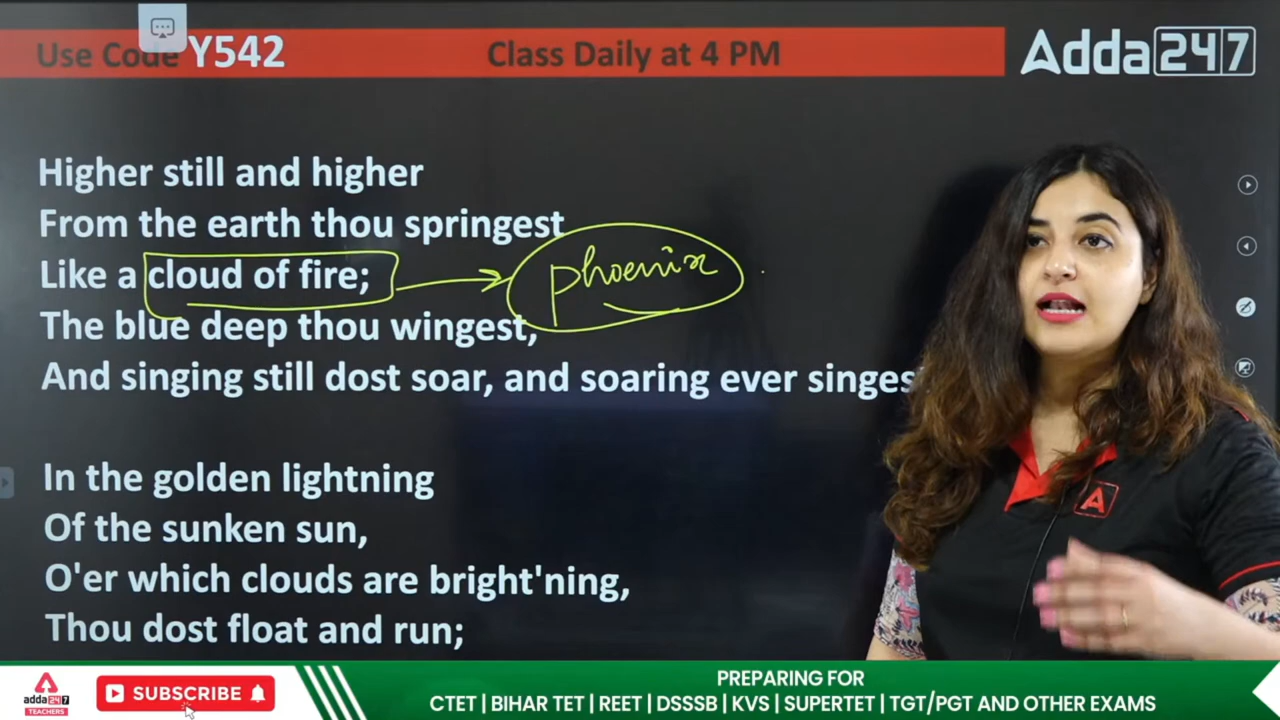 Use Code Y542
Class Daily at 4 PM
Adda247
Higher still and higher
From the earth thou springest
Like a cloud of fire;
phoenix
The blue deep thou wingest,
And singing still dost soar, and soaring ever singes
In the golden lightning
Of the sunken sun,
O'er which clouds are bright'ning,
Thou dost float and run;
A
adda247
TEACHERS
SUBSCRIBE
PREPARING FOR
CTET | BIHAR TET | REET | DSSSB | KVS | SUPERTET | TGT/PGT AND OTHER EXAMS